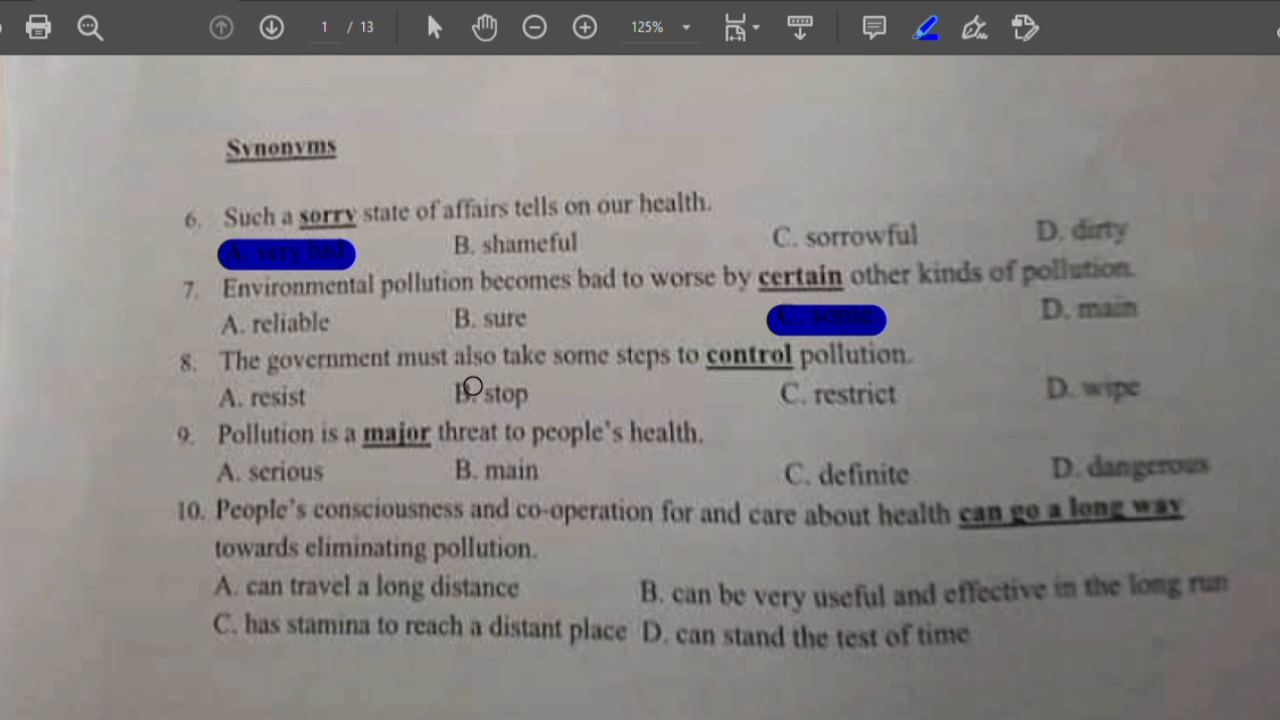 1 / 13 125%
Synonyms
6. Such a sorry state of affairs tells on our health.
A. very bad B. shameful C. sorrowful D. dirty
7. Environmental pollution becomes bad to worse by certain other kinds of pollution.
A. reliable B. sure C. some D. main
8. The government must also take some steps to control pollution.
A. resist B. stop C. restrict D. wipe
9. Pollution is a major threat to people's health.
A. serious B. main C. definite D. dangerous
10. People's consciousness and co-operation for and care about health can go a long way
towards eliminating pollution.
A. can travel a long distance B. can be very useful and effective in the long run
C. has stamina to reach a distant place D. can stand the test of time